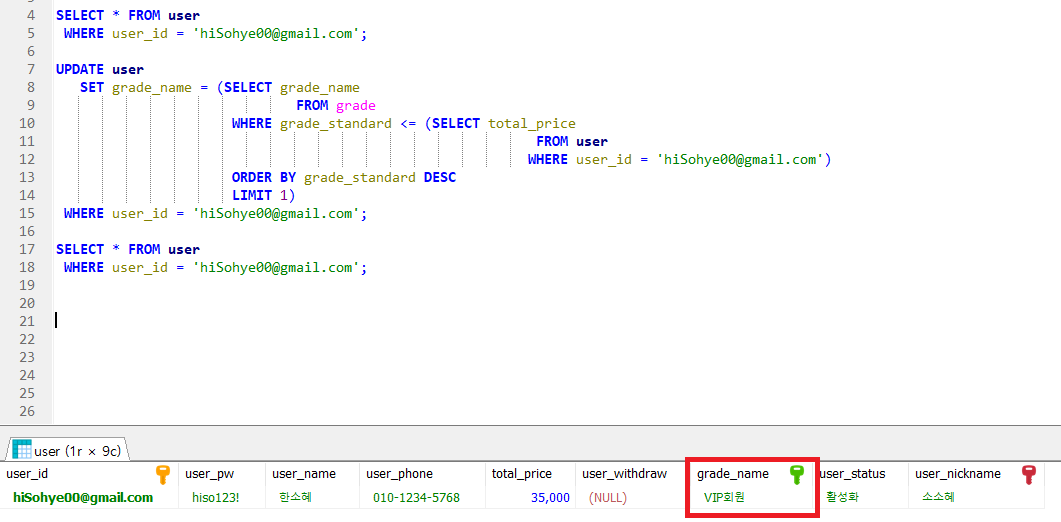 4 SELECT * FROM user
5 WHERE user_id = 'hiSohye00@gmail.com';
6
7 UPDATE user
8 SET grade_name = (SELECT grade_name
9 FROM grade
10 WHERE grade_standard <= (SELECT total_price
11 FROM user
12 WHERE user_id = 'hiSohye00@gmail.com')
13 ORDER BY grade_standard DESC
14 LIMIT 1)
15 WHERE user_id = 'hiSohye00@gmail.com';
16
17 SELECT * FROM user
18 WHERE user_id = 'hiSohye00@gmail.com';
19
20
21
22
23
24
25
26
user (1r × 9c)
user_id user_pw user_name user_phone total_price user_withdraw grade_name user_status user_nickname
hiSohye00@gmail.com hiso123! 한소혜 010-1234-5768 35,000 (NULL) VIP회원 활성화 소소혜